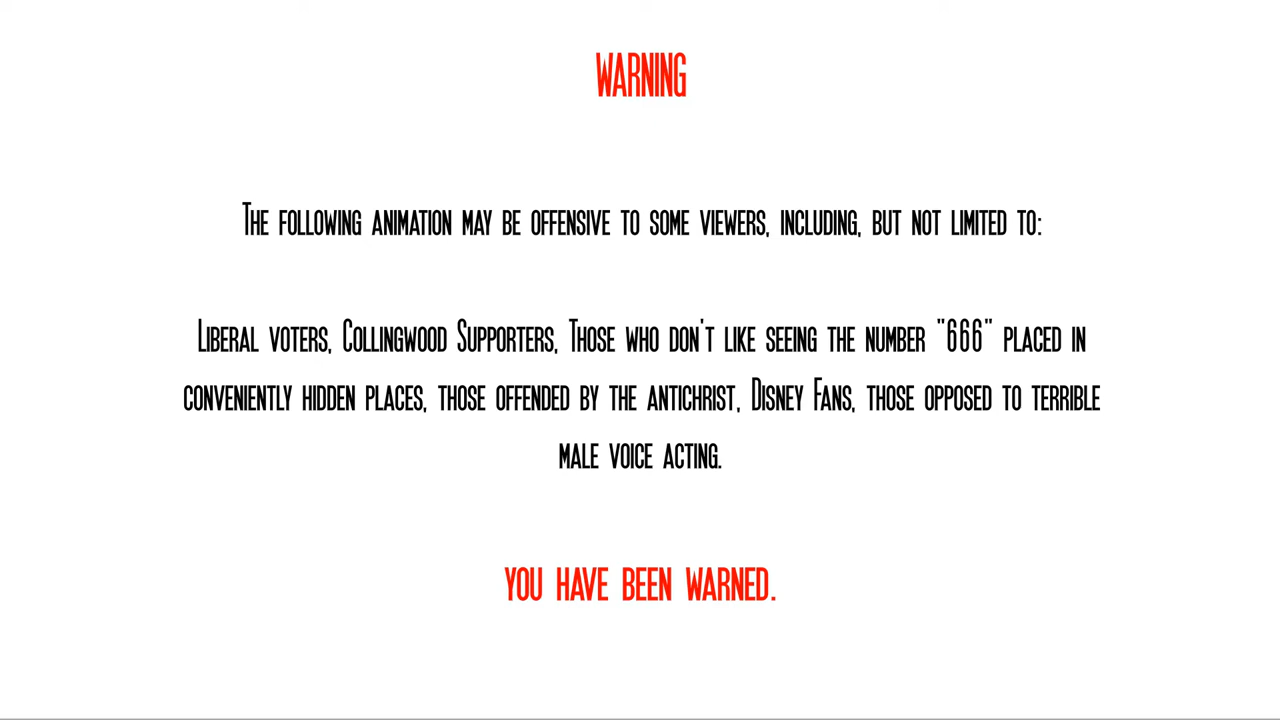 WARNING
The following animation may be offensive to some viewers, including, but not limited to:
Liberal voters, Collingwood Supporters, Those who don't like seeing the number "666" placed in
conveniently hidden places, those offended by the antichrist, Disney Fans, those opposed to terrible
male voice acting.
YOU HAVE BEEN WARNED.